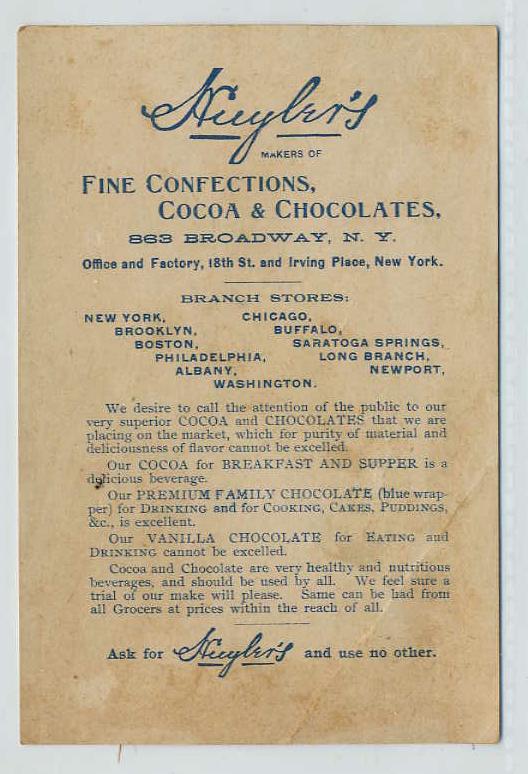 Huyler's
MAKERS OF
FINE CONFECTIONS,
COCOA & CHOCOLATES,
863 BROADWAY, N. Y.
Office and Factory, 18th St. and Irving Place, New York.
BRANCH STORES:
NEW YORK, CHICAGO,
BROOKLYN, BUFFALO,
BOSTON, SARATOGA SPRINGS,
PHILADELPHIA, LONG BRANCH,
ALBANY, NEWPORT,
WASHINGTON.
We desire to call the attention of the public to our
very superior COCOA and CHOCOLATES that we are
placing on the market, which for purity of material and
deliciousness of flavor cannot be excelled.
Our COCOA for BREAKFAST AND SUPPER is a
delicious beverage.
Our PREMIUM FAMILY CHOCOLATE (blue wrap-
per) for DRINKING and for COOKING, CAKES, PUDDINGS,
&c., is excellent.
Our VANILLA CHOCOLATE for EATING and
DRINKING cannot be excelled.
Cocoa and Chocolate are very healthy and nutritious
beverages, and should be used by all. We feel sure a
trial of our make will please. Same can be had from
all Grocers at prices within the reach of all.
Ask for Huyler's and use no other.